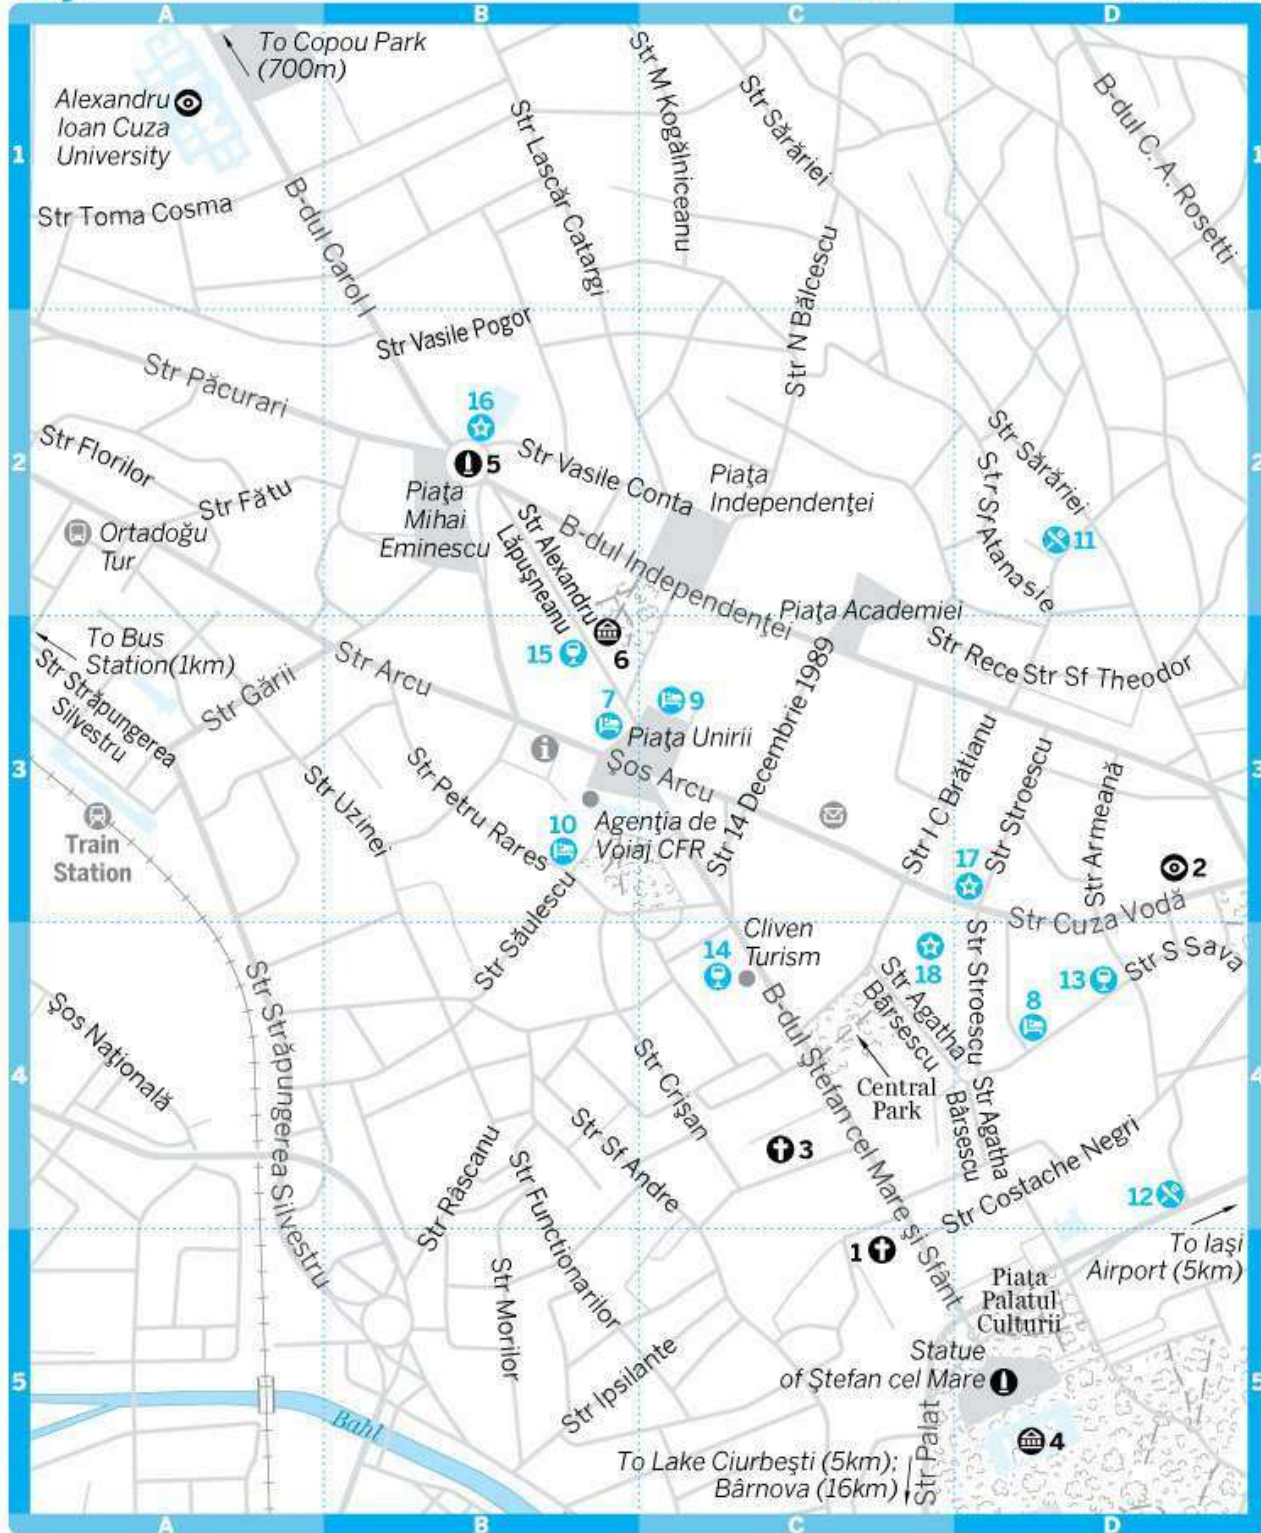 A
B
C
D
To Copou Park
(700m)
Alexandru
Ioan Cuza
University
Str M Kogălniceanu
Str Sărăriei
B-dul C. A. Rosetti
Str Lascăr Catargi
1
1
Str Toma Cosma
B-dul Carol I
Str N Bălcescu
Str Vasile Pogor
Str Păcurari
16
Str Florilor
2
5
Str Vasile Conta
Piaţa
Independenţei
Str Sărăriei
2
Str Sf Atanasie
Str Fătu
Piaţa
Mihai
Eminescu
Ortadoğu
Tur
Str Alexandru
Lăpuşneanu
B-dul Independenţei
11
Piaţa Academiei
To Bus
Station(1km)
Str Străpungerea
Silvestru
Str Gării
Str Arcu
15
6
Str Rece
Str Sf Theodor
7
9
Piaţa Unirii
Str 14 Decembrie 1989
Şos Arcu
3
3
Str Uzinei
Str Petru Rares
Str I C Brătianu
Str Stroescu
Str Armeană
10
Agenţia de
Voiaj CFR
Train
Station
17
2
Str Cuza Vodă
Str Săulescu
Cliven
Turism
14
18
Str Stroescu
13
Str S Sava
8
Str Agatha
Bârsescu
Şos Naţională
Str Străpungerea Silvestru
B-dul Ştefan cel Mare şi Sfânt
4
4
Str Crişan
Central
Park
Str Agatha
Bârsescu
Str Sf Andre
3
Str Râscanu
Str Functionarilor
Str Costache Negri
12
1
To Iaşi
Airport (5km)
Str Morilor
Piaţa
Palatul
Culturii
Statue
of Ştefan cel Mare
5
5
Str Ipsilante
Bahl
Str Palat
4
To Lake Ciurbeşti (5km);
Bârnova (16km)
A
B
C
D